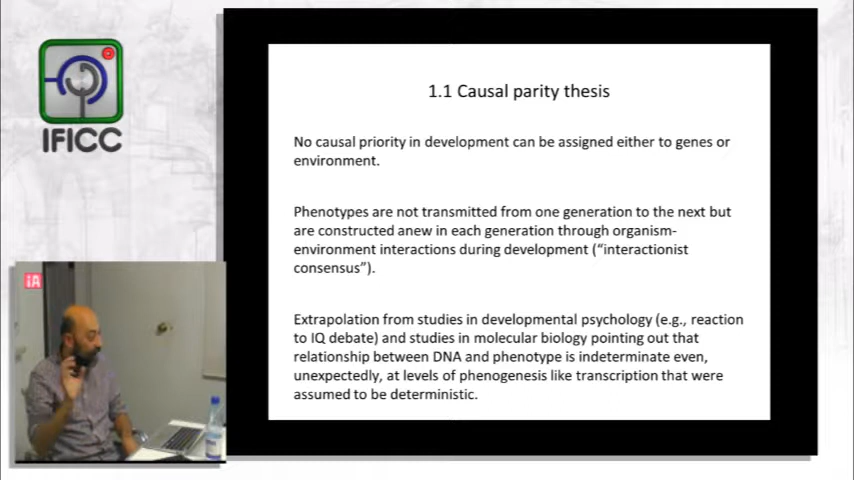 IFICC
iA
1.1 Causal parity thesis
No causal priority in development can be assigned either to genes or
environment.
Phenotypes are not transmitted from one generation to the next but
are constructed anew in each generation through organism-
environment interactions during development (“interactionist
consensus”).
Extrapolation from studies in developmental psychology (e.g., reaction
to IQ debate) and studies in molecular biology pointing out that
relationship between DNA and phenotype is indeterminate even,
unexpectedly, at levels of phenogenesis like transcription that were
assumed to be deterministic.